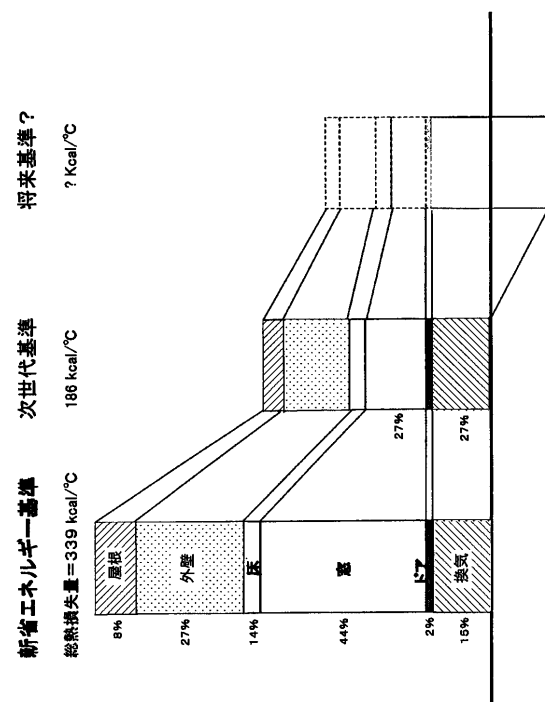 新省エネルギー基準
総熱損失量=339 kcal/℃
次世代基準
186 kcal/℃
将来基準?
? Kcal/℃
8%
屋根
27%
外壁
14%
床
44%
窓
2%
ドア
15%
換気
27%
27%